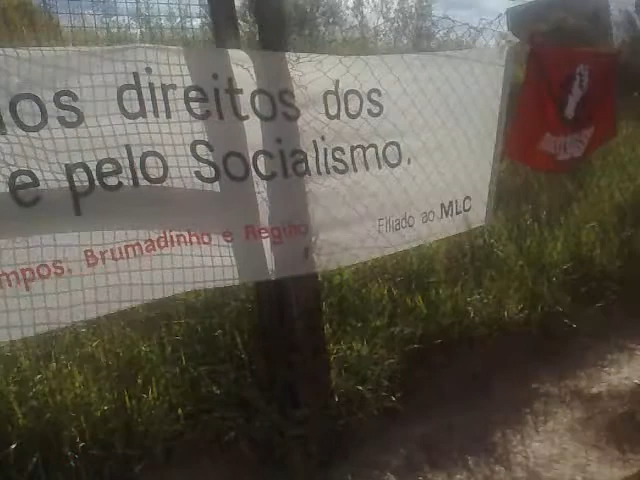 os direitos dos
e pelo Socialismo.
mpos, Brumadinho e Região
Filiado ao MLC